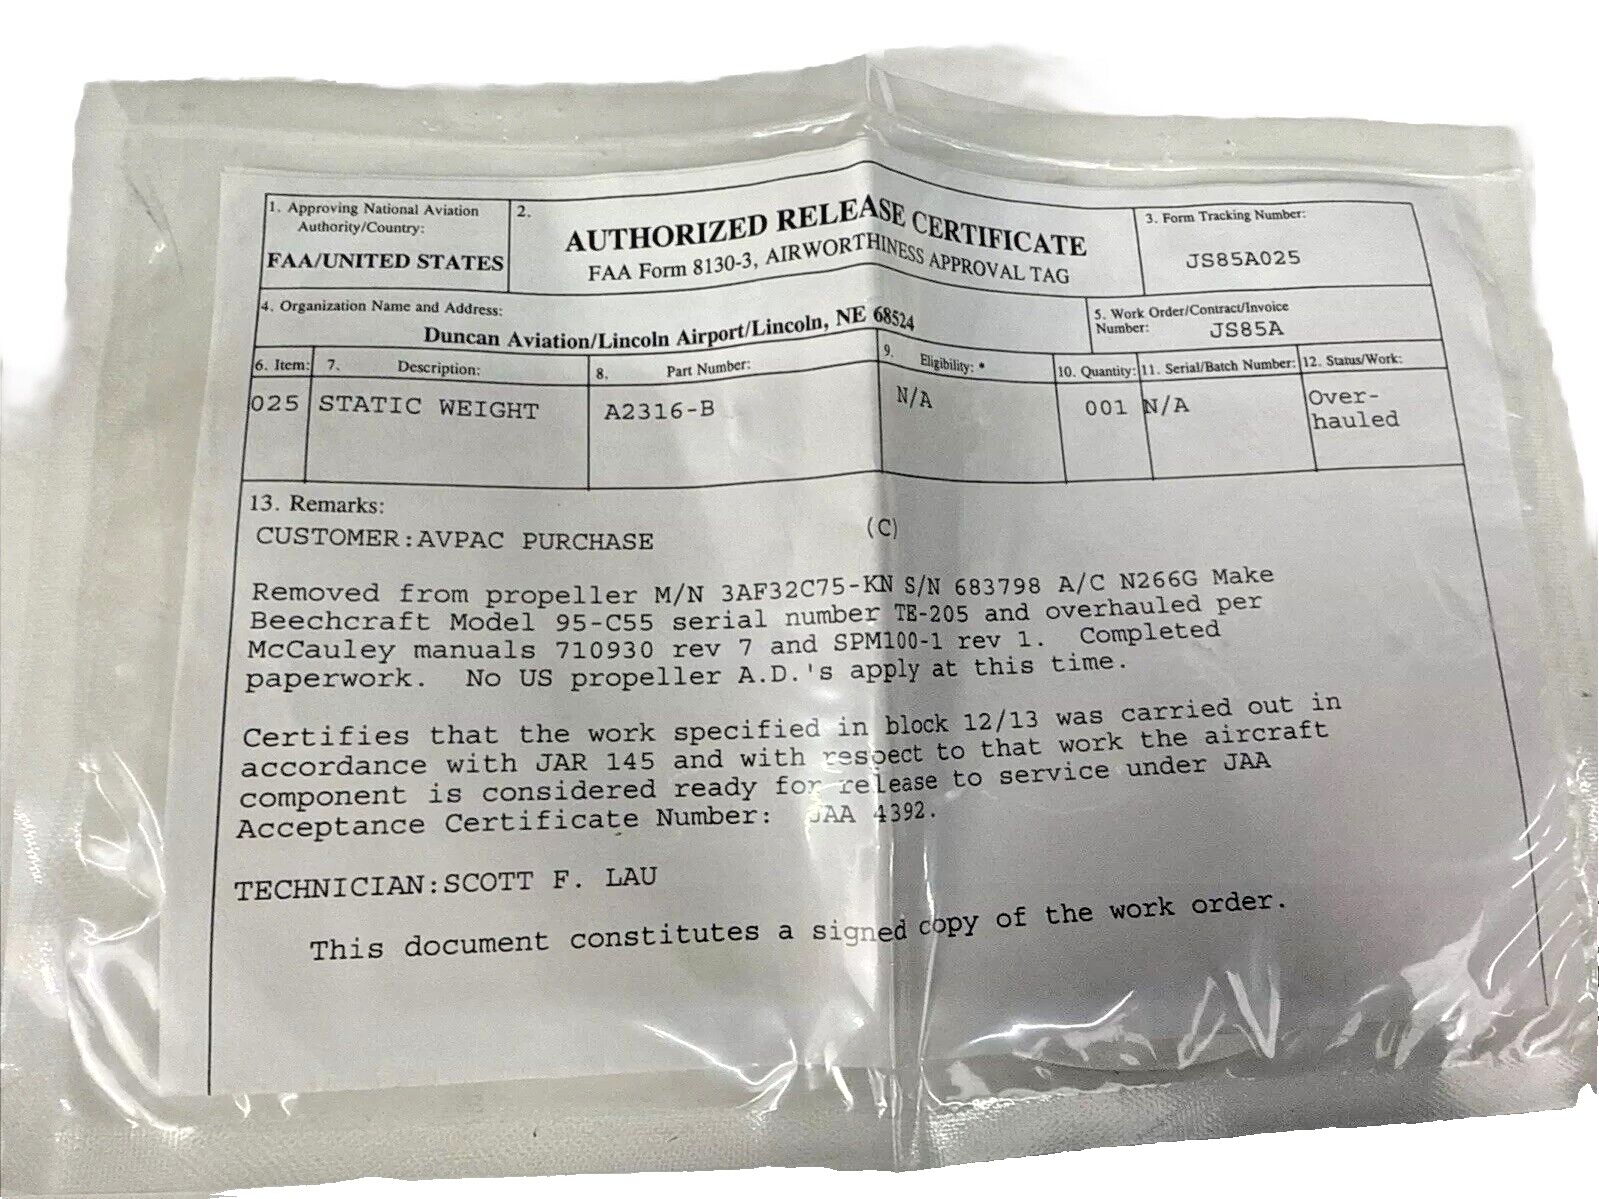 1. Approving National Aviation
Authority/Country:
FAA/UNITED STATES
2.
AUTHORIZED RELEASE CERTIFICATE
FAA Form 8130-3, AIRWORTHINESS APPROVAL TAG
3. Form Tracking Number:
JS85A025
4. Organization Name and Address:
Duncan Aviation/Lincoln Airport/Lincoln, NE 68524
5. Work Order/Contract/Invoice
Number: JS85A
6. Item: 7. Description: 8. Part Number: 9. Eligibility: * 10. Quantity: 11. Serial/Batch Number: 12. Status/Work:
025 STATIC WEIGHT A2316-B N/A 001 N/A Over-
hauled
13. Remarks:
CUSTOMER:AVPAC PURCHASE (C)
Removed from propeller M/N 3AF32C75-KN S/N 683798 A/C N266G Make
Beechcraft Model 95-C55 serial number TE-205 and overhauled per
McCauley manuals 710930 rev 7 and SPM100-1 rev 1. Completed
paperwork. No US propeller A.D.'s apply at this time.
Certifies that the work specified in block 12/13 was carried out in
accordance with JAR 145 and with respect to that work the aircraft
component is considered ready for release to service under JAA
Acceptance Certificate Number: JAA 4392.
TECHNICIAN:SCOTT F. LAU
This document constitutes a signed copy of the work order.